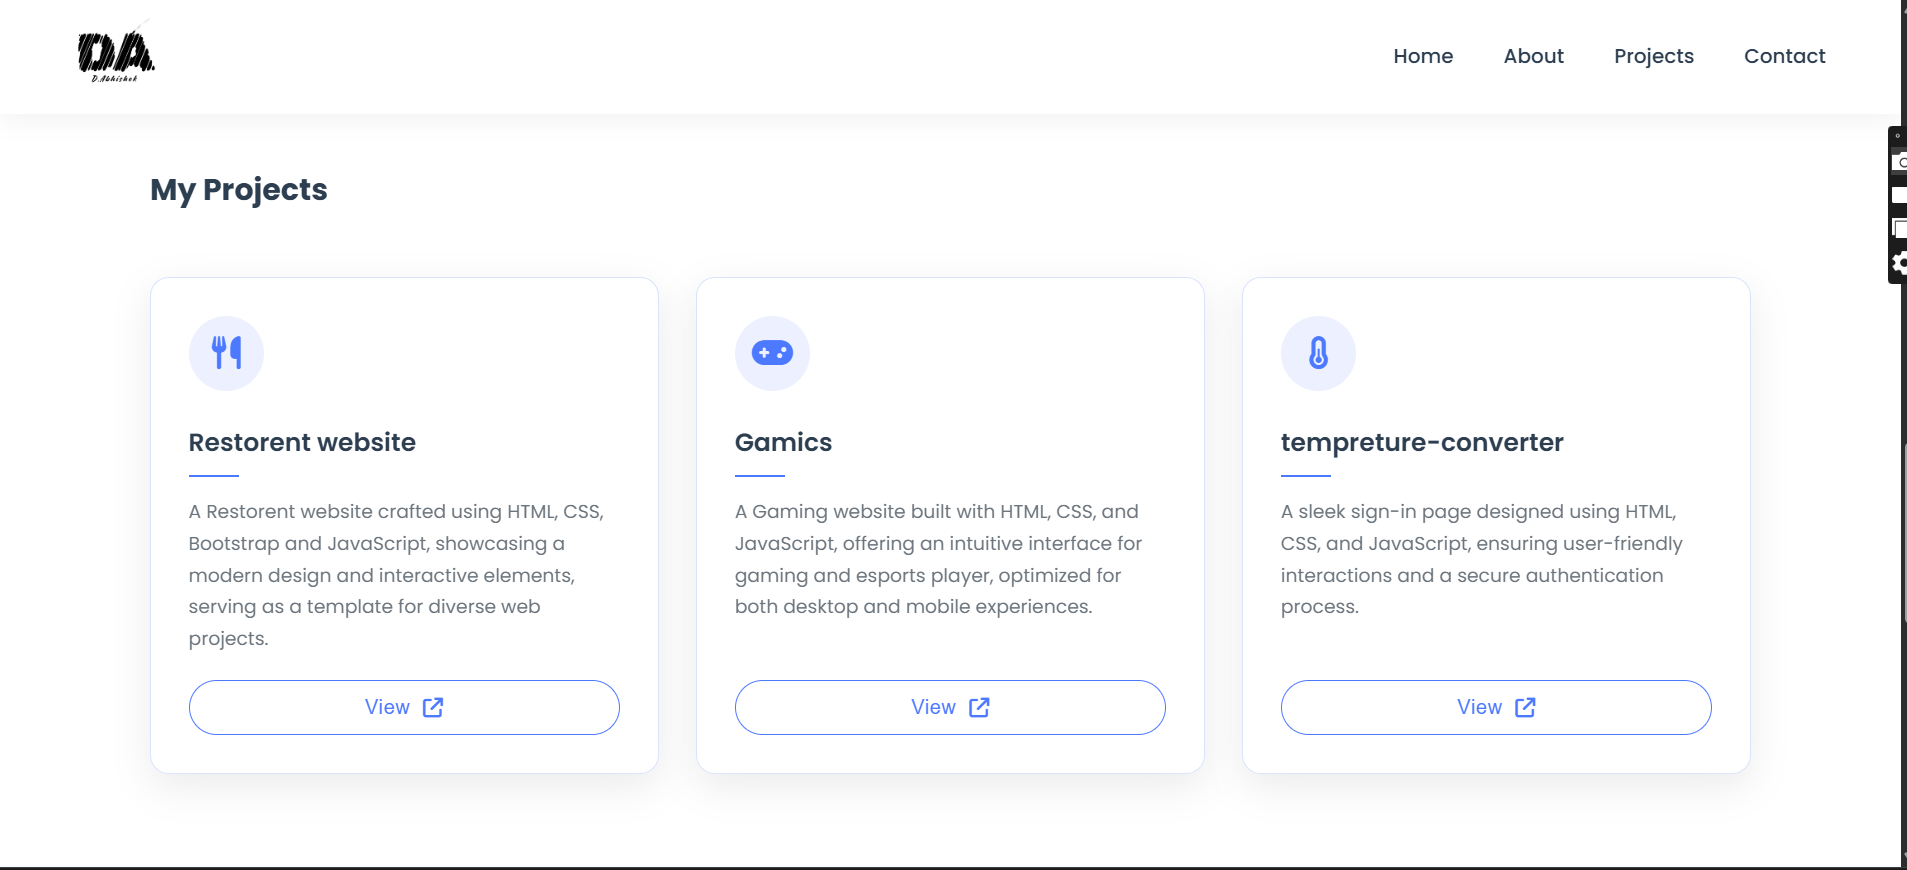 DA
D.Abhishek
Home About Projects Contact
My Projects
Restorent website
A Restorent website crafted using HTML, CSS,
Bootstrap and JavaScript, showcasing a
modern design and interactive elements,
serving as a template for diverse web
projects.
View
Gamics
A Gaming website built with HTML, CSS, and
JavaScript, offering an intuitive interface for
gaming and esports player, optimized for
both desktop and mobile experiences.
View
tempreture-converter
A sleek sign-in page designed using HTML,
CSS, and JavaScript, ensuring user-friendly
interactions and a secure authentication
process.
View